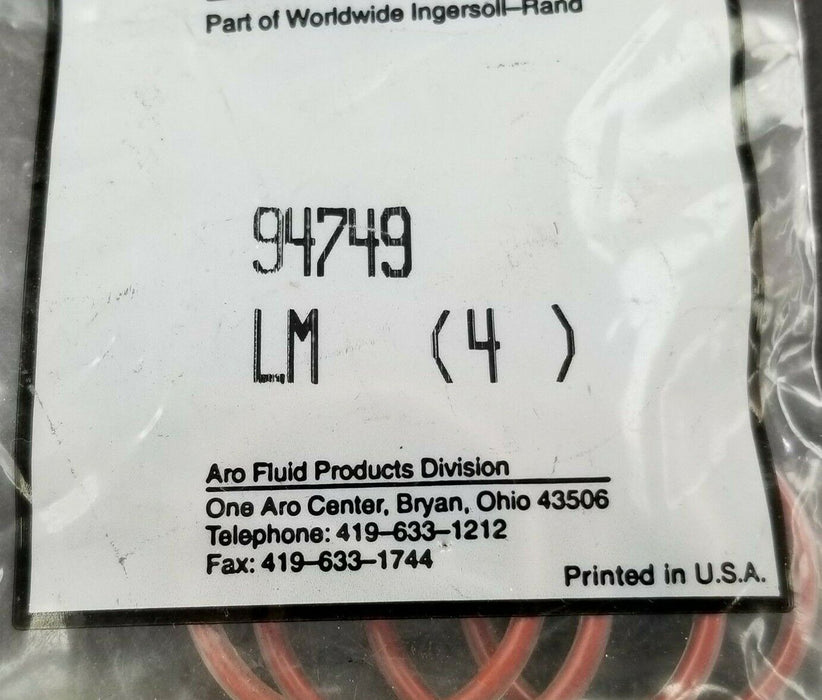 Part of Worldwide Ingersoll–Rand
94749
LM (4 )
Aro Fluid Products Division
One Aro Center, Bryan, Ohio 43506
Telephone: 419–633–1212
Fax: 419–633–1744
Printed in U.S.A.